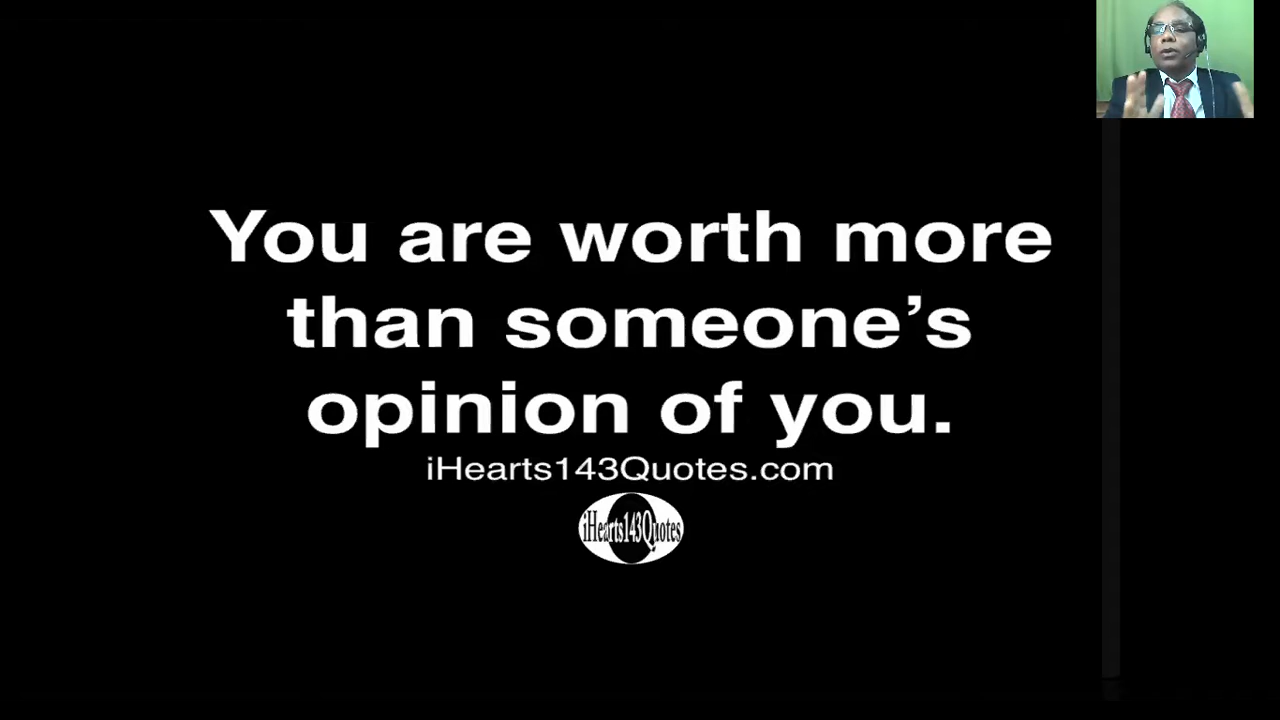 You are worth more
than someone’s
opinion of you.
iHearts143Quotes.com
iHearts143Quotes